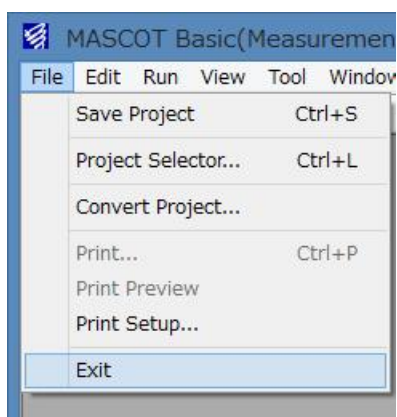 MASCOT Basic(Measuremen
File Edit Run View Tool Window
Save Project Ctrl+S
Project Selector... Ctrl+L
Convert Project...
Print... Ctrl+P
Print Preview
Print Setup...
Exit